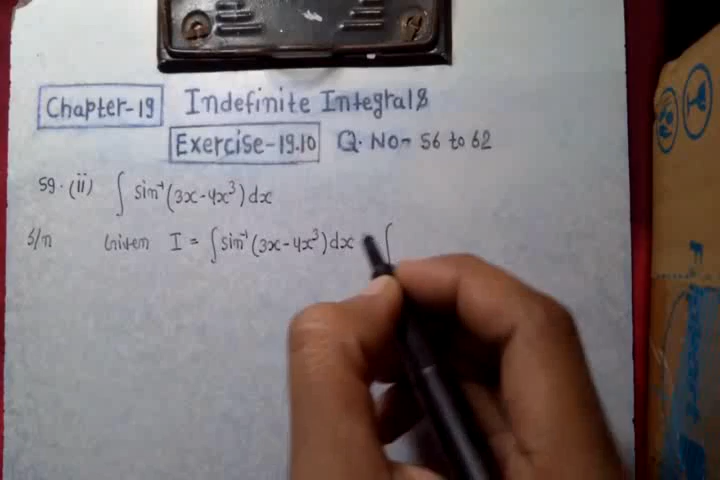 Chapter-19 Indefinite Integrals
Exercise-19.10 Q. NO- 56 to 62
59. (ii) ∫ sin⁻¹(3x-4x³)dx
S/n Given I = ∫sin⁻¹(3x-4x³)dx ∫